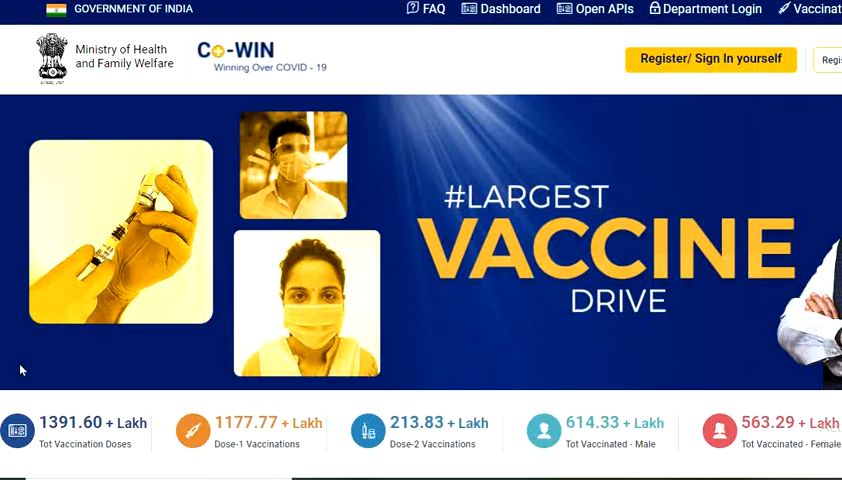 GOVERNMENT OF INDIA
FAQ
Dashboard
Open APIs
Department Login
Vaccinat
Ministry of Health
and Family Welfare
Co-WIN
Winning Over COVID - 19
Register/ Sign In yourself
Regis
#LARGEST
VACCINE
DRIVE
1391.60 + Lakh
Tot Vaccination Doses
1177.77 + Lakh
Dose-1 Vaccinations
213.83 + Lakh
Dose-2 Vaccinations
614.33 + Lakh
Tot Vaccinated - Male
563.29 + Lakh
Tot Vaccinated - Female